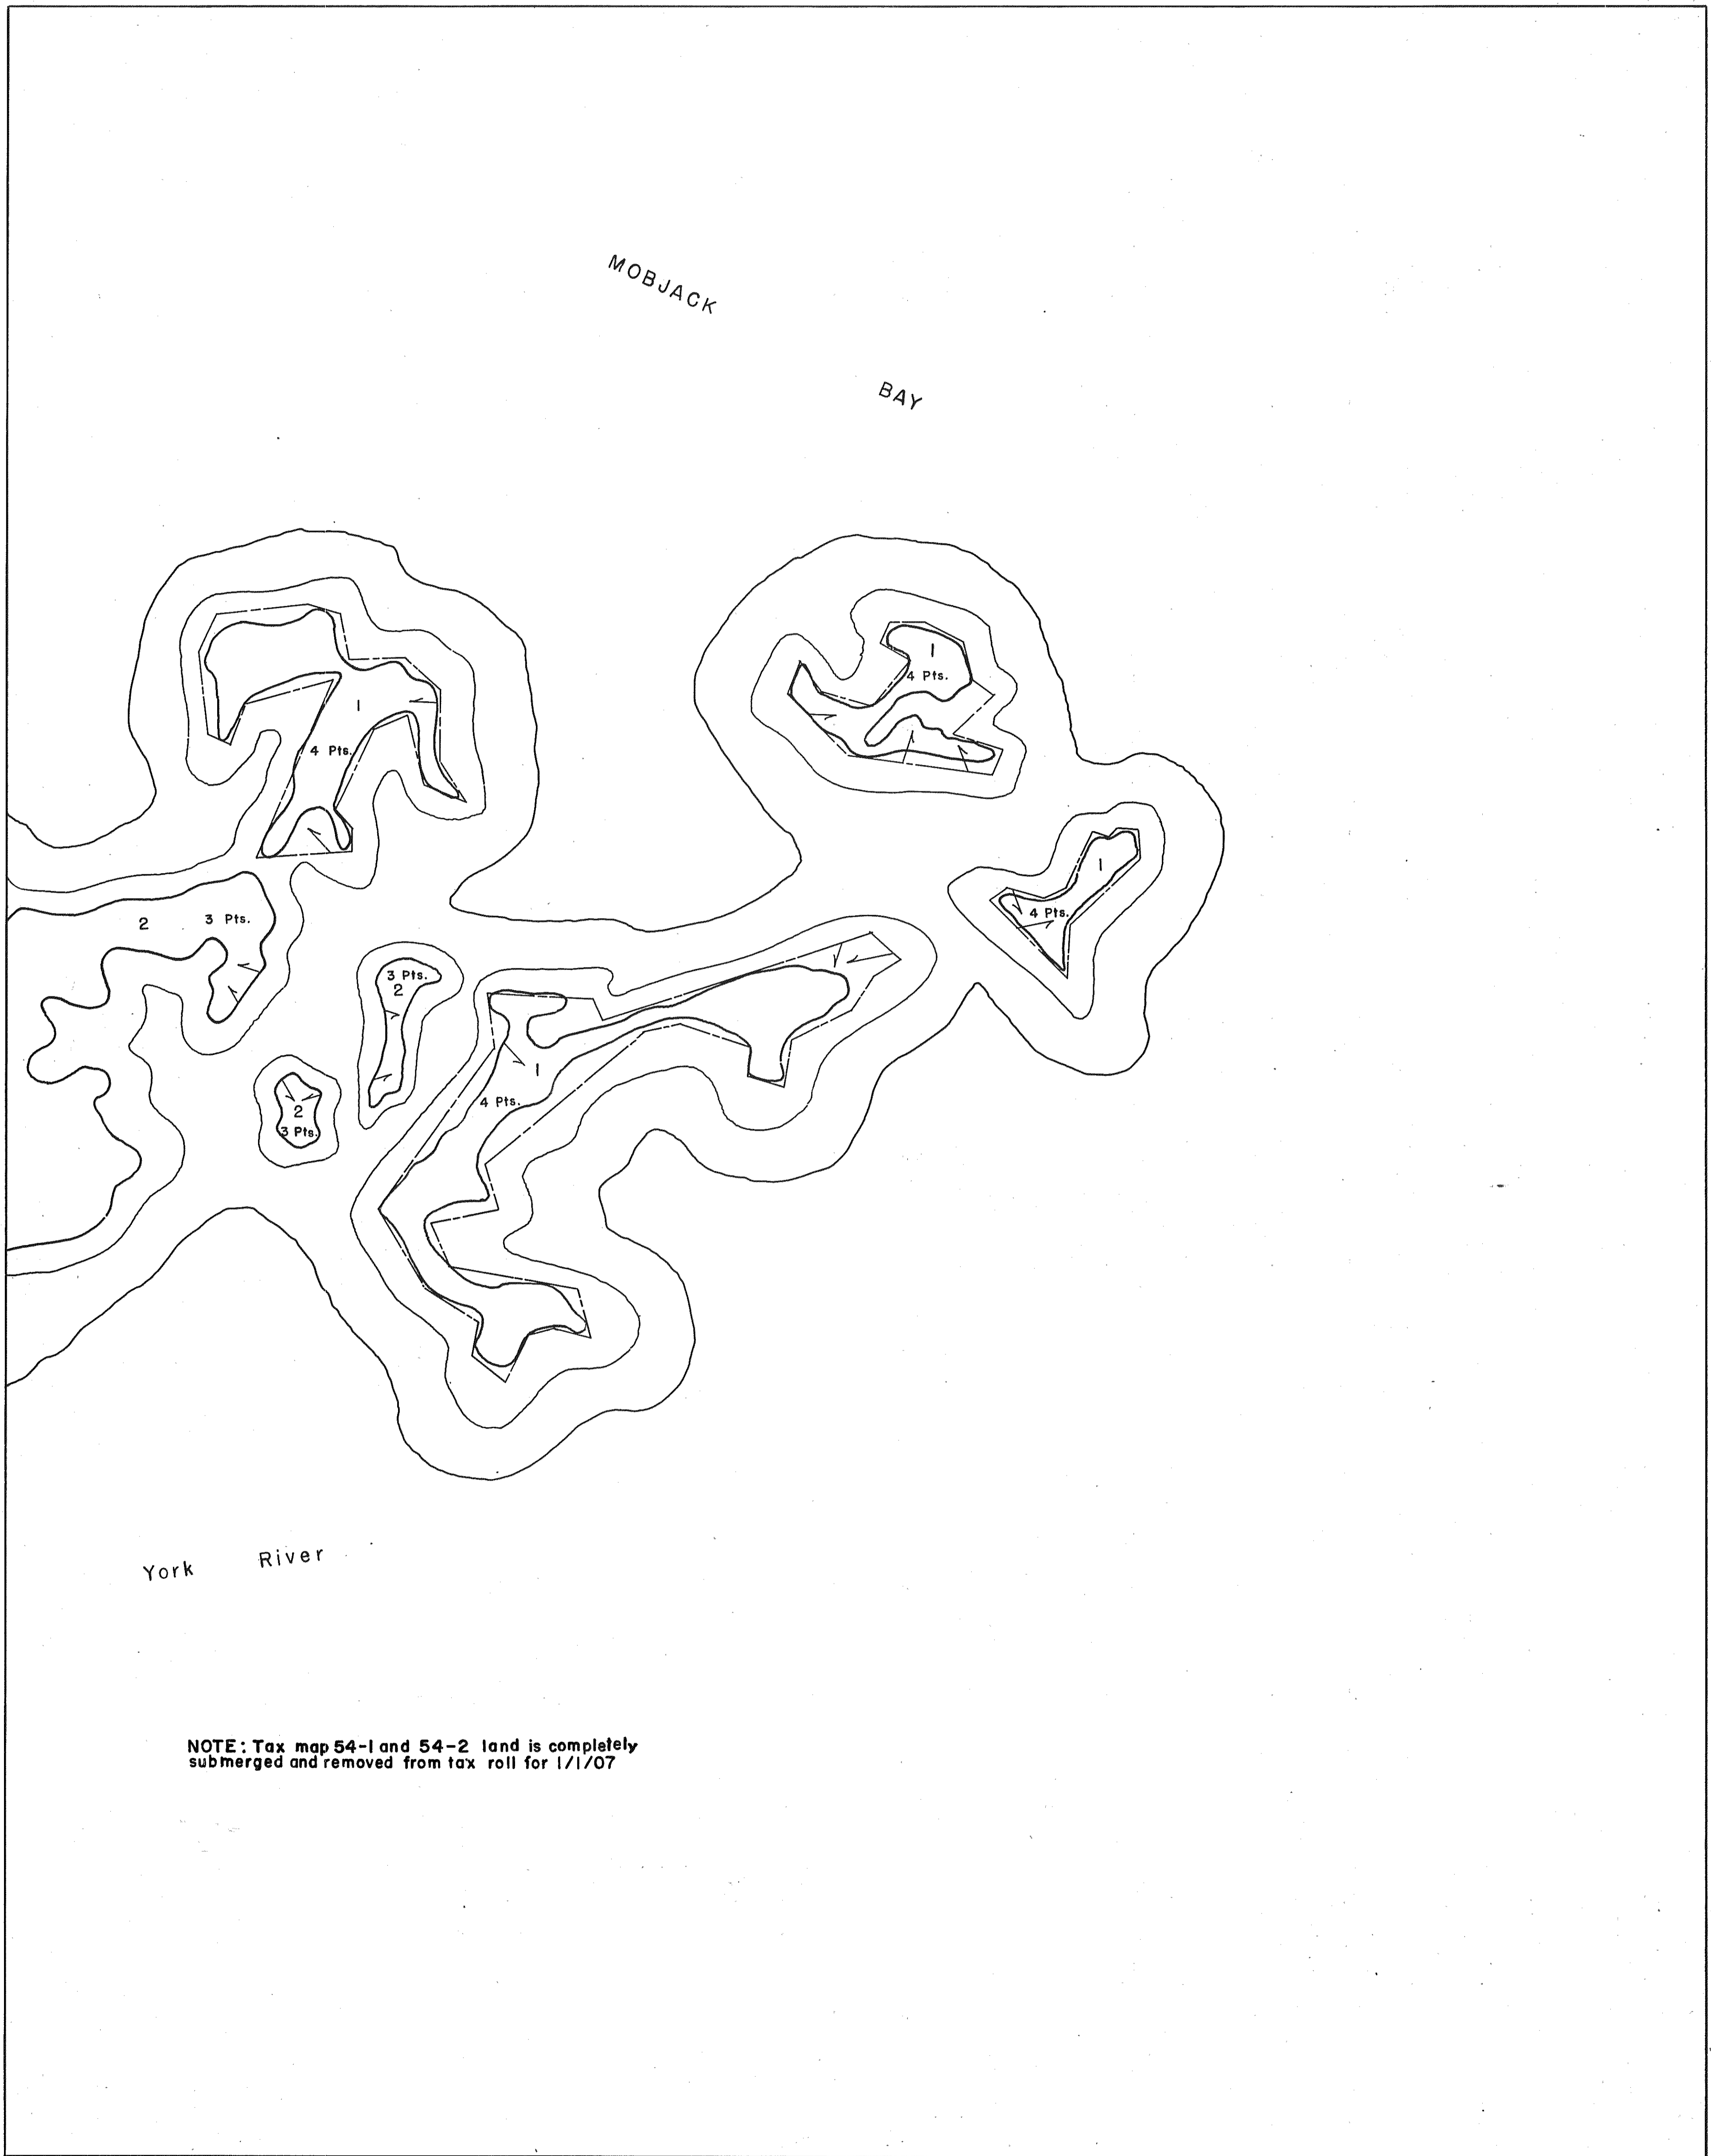 MOBJACK
BAY
1
4 Pts.
1
4 Pts.
1
4 Pts.
2 3 Pts.
3 Pts.
2
1
4 Pts.
2
3 Pts.
York River
NOTE: Tax map 54-1 and 54-2 land is completely
submerged and removed from tax roll for 1/1/07